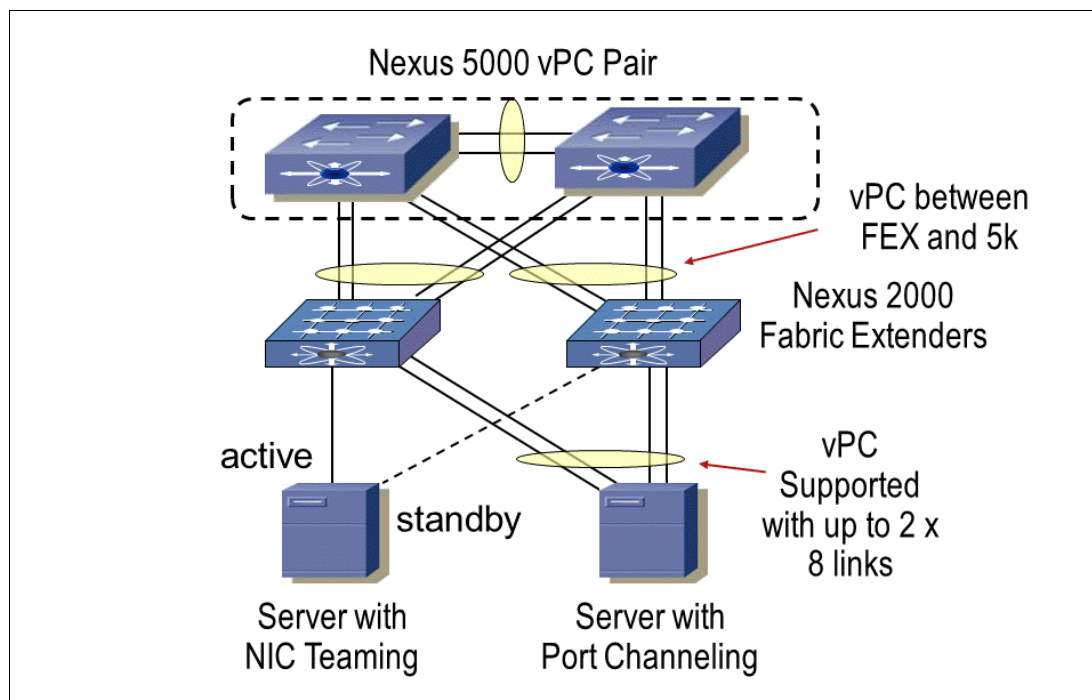 Nexus 5000 vPC Pair
vPC between
FEX and 5k
Nexus 2000
Fabric Extenders
active
standby
vPC
Supported
with up to 2 x
8 links
Server with
NIC Teaming
Server with
Port Channeling